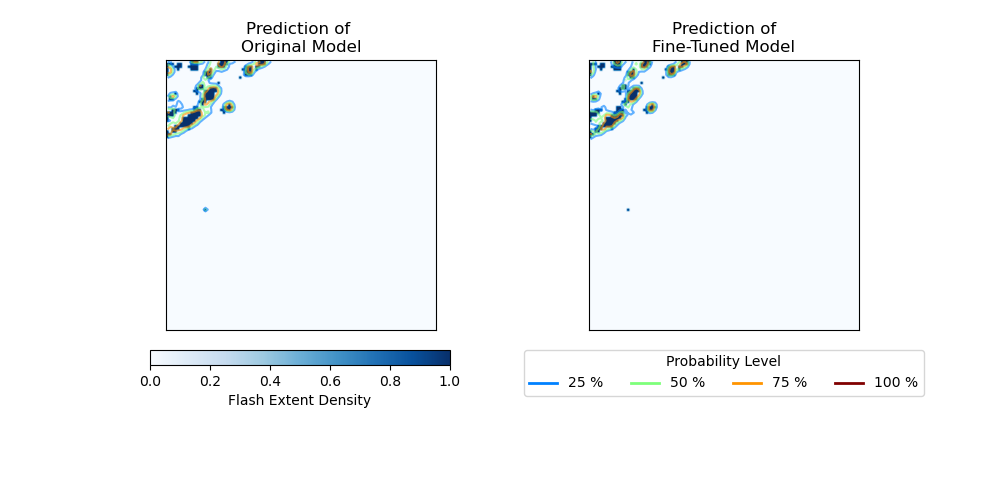 Prediction of
Original Model
Prediction of
Fine-Tuned Model
0.0 0.2 0.4 0.6 0.8 1.0
Flash Extent Density
Probability Level
25 % 50 % 75 % 100 %